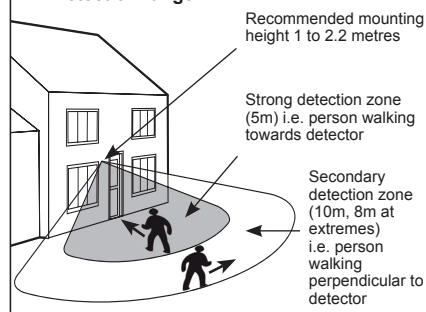 Recommended mounting
height 1 to 2.2 metres
Strong detection zone
(5m) i.e. person walking
towards detector
Secondary
detection zone
(10m, 8m at
extremes)
i.e. person
walking
perpendicular to
detector